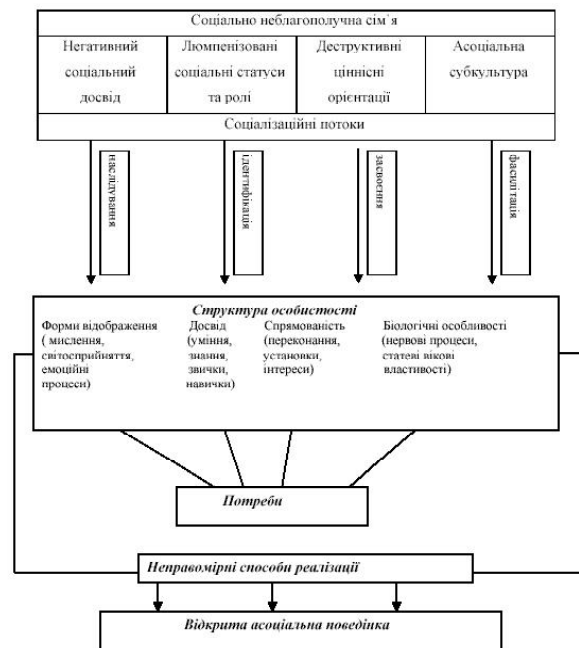 Соціально неблагополучна сім´я
Негативний
соціальний
досвід
Люмпенізовані
соціальні статуси
та ролі
Деструктивні
ціннісні
орієнтації
Асоціальна
субкультура
Соціалізаційні потоки
наслідування
ідентифікація
засвоєння
фасилітація
Структура особистості
Форми відображення
( мислення,
світосприйняття,
емоційні
процеси)
Досвід
(уміння,
знання,
звички,
навички)
Спрямованість
(переконання,
установки,
інтереси)
Біологічні особливості
(нервові процеси,
статеві вікові
властивості)
Потреби
Неправомірні способи реалізації
Відкрита асоціальна поведінка